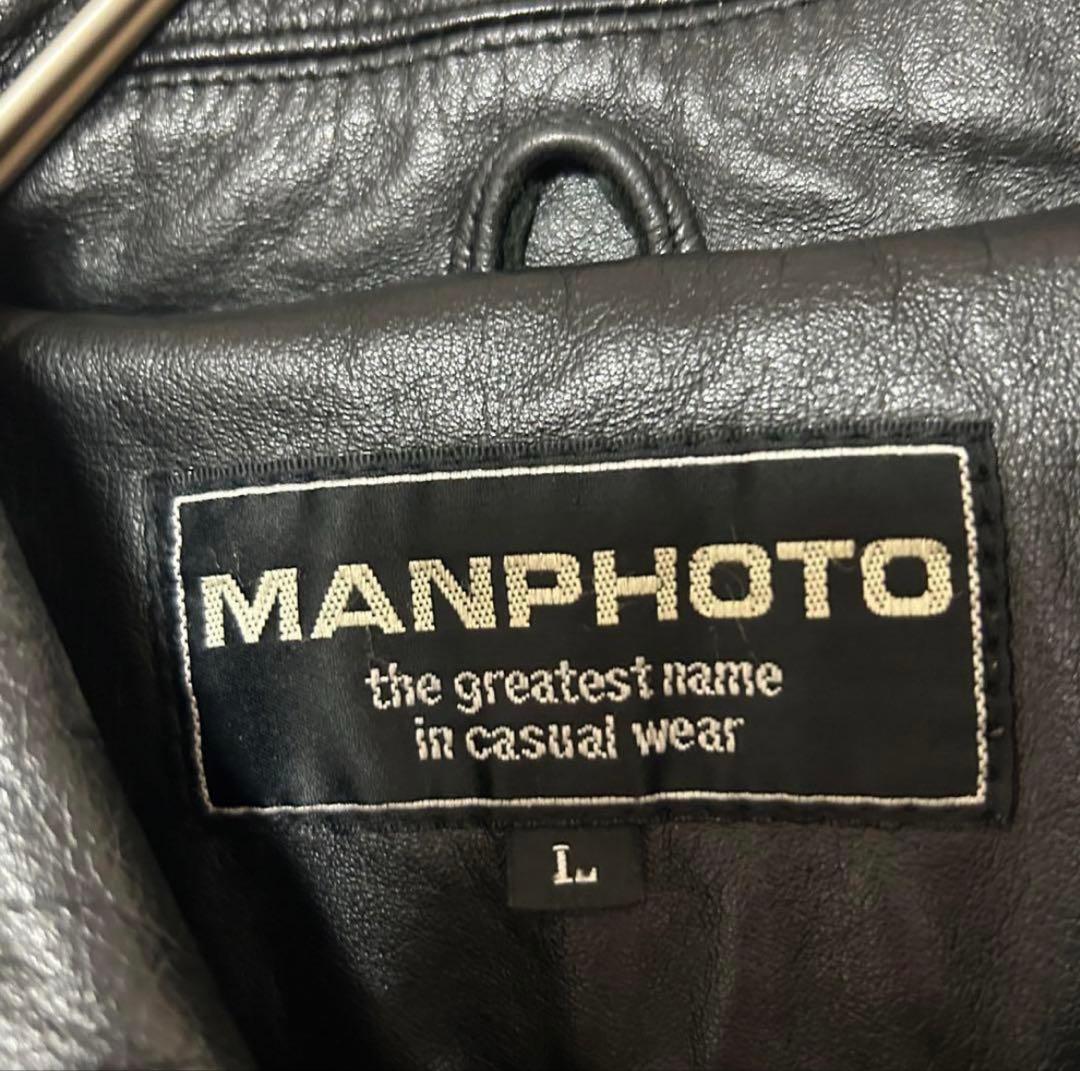 MANPHOTO
the greatest name
in casual wear
L